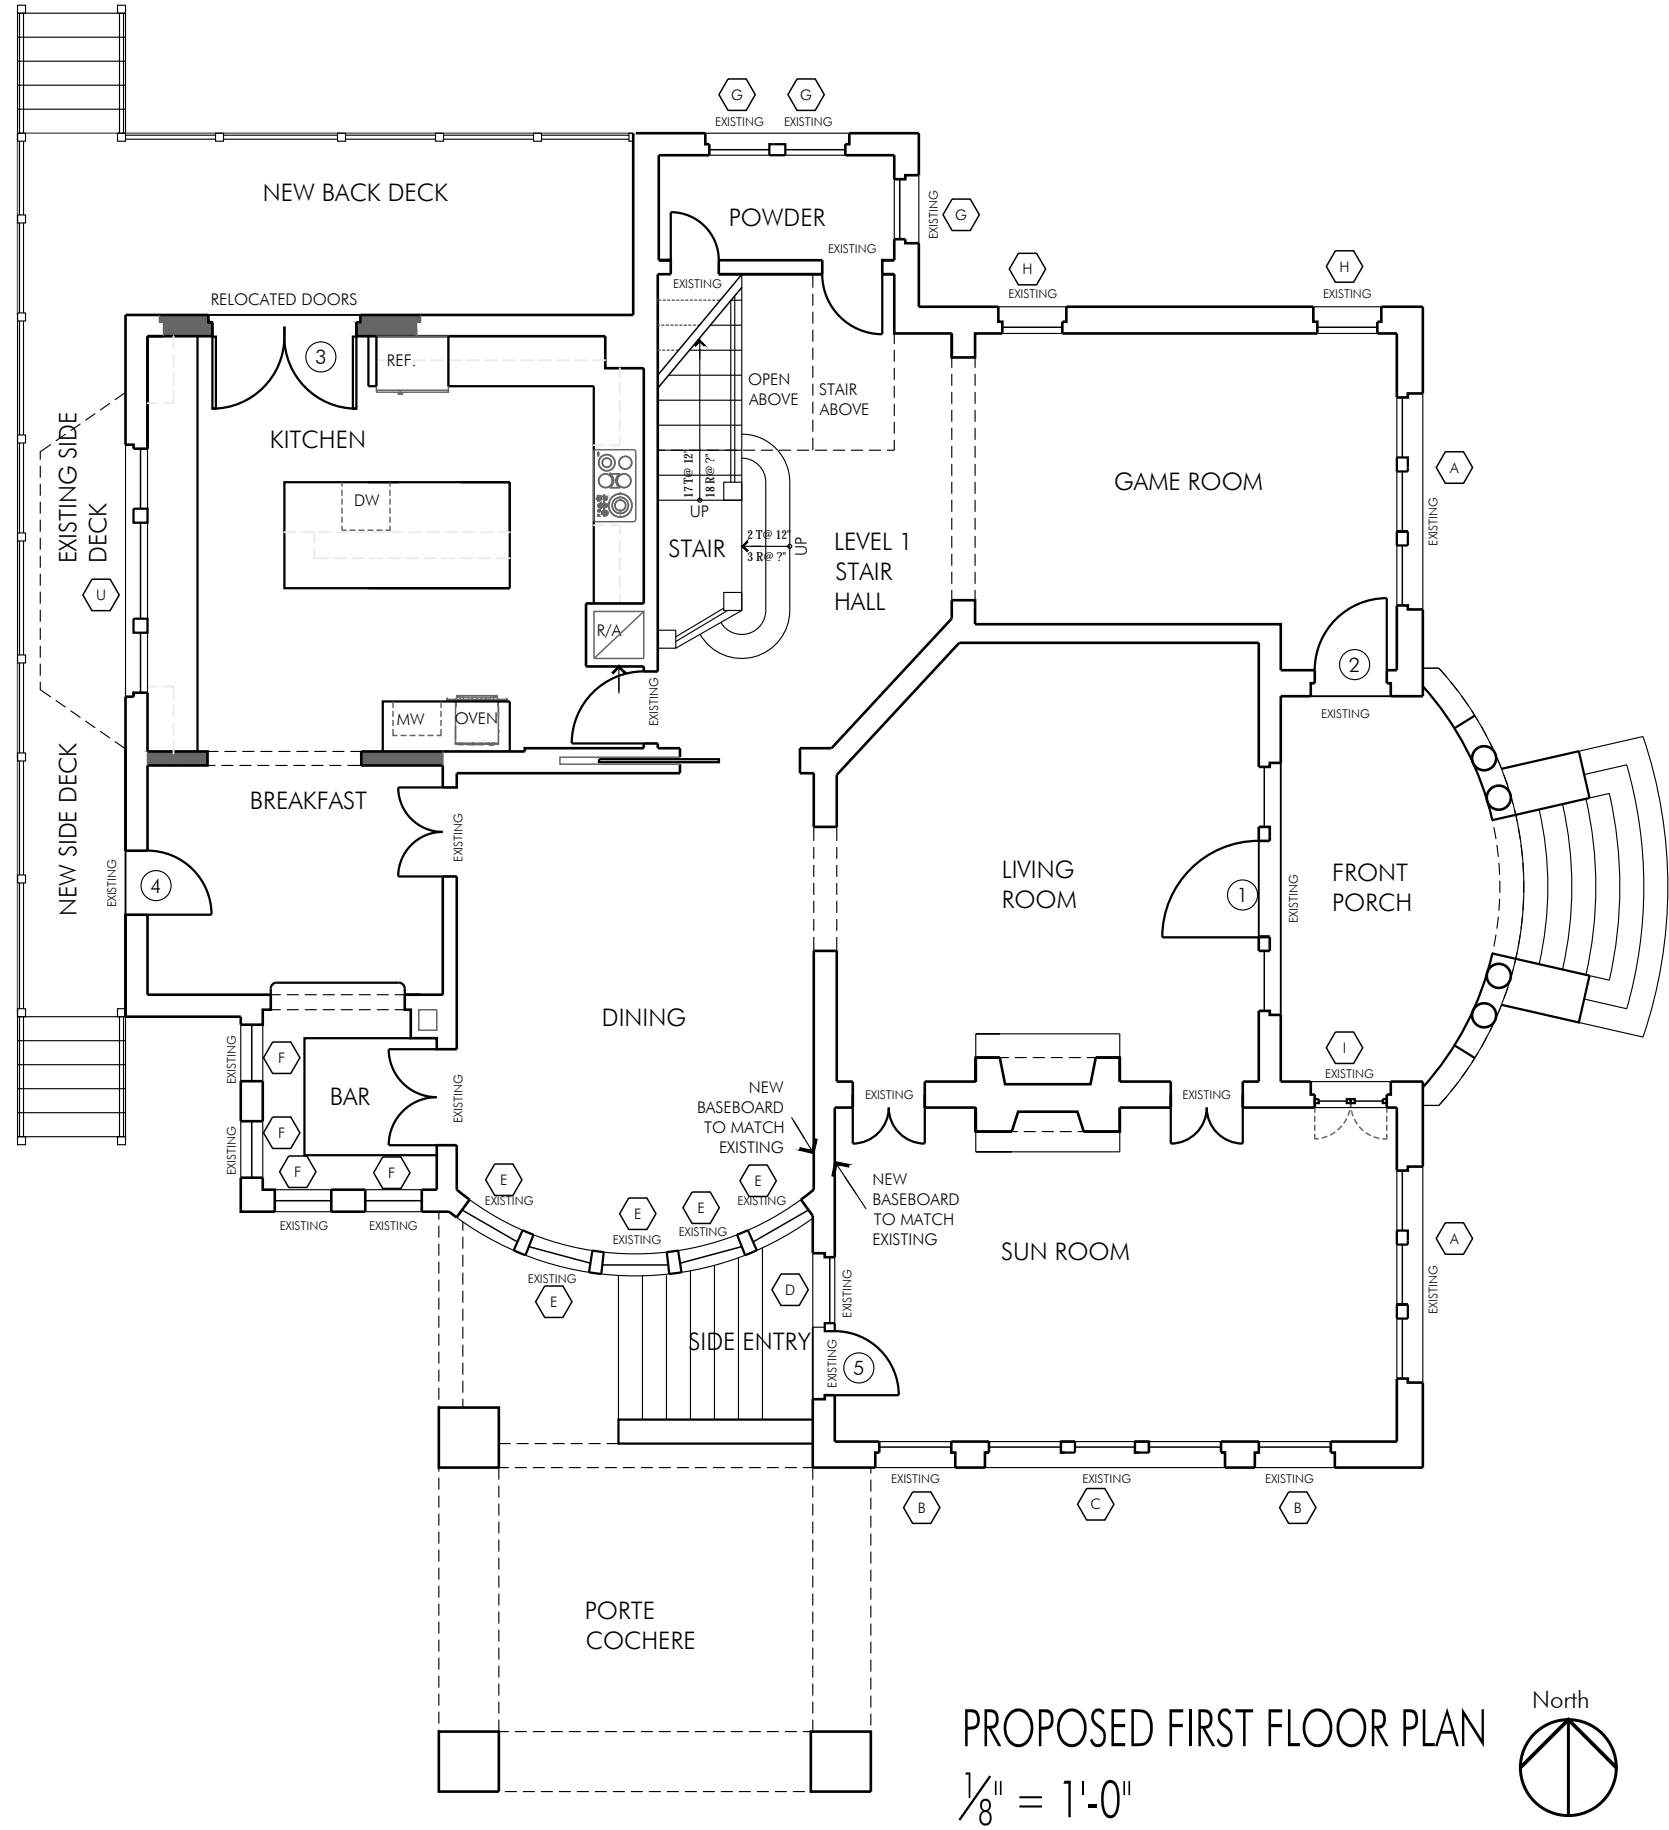 G
G
EXISTING
EXISTING
NEW BACK DECK
POWDER
EXISTING
G
EXISTING
EXISTING
H
EXISTING
H
EXISTING
RELOCATED DOORS
3
REF.
OPEN
ABOVE
STAIR
ABOVE
KITCHEN
EXISTING SIDE
DECK
DW
17 T@ 12"
18 R@ ?"
UP
GAME ROOM
A
EXISTING
STAIR
2 T@ 12"
3 R@ ?"
UP
LEVEL 1
STAIR
HALL
U
R/A
2
EXISTING
EXISTING
MW
OVEN
NEW SIDE DECK
BREAKFAST
EXISTING
EXISTING
4
LIVING
ROOM
1
EXISTING
FRONT
PORCH
DINING
EXISTING
F
BAR
EXISTING
NEW
BASEBOARD
TO MATCH
EXISTING
EXISTING
EXISTING
I
EXISTING
EXISTING
F
F
F
EXISTING
EXISTING
E
EXISTING
E
EXISTING
E
EXISTING
E
EXISTING
EXISTING
E
NEW
BASEBOARD
TO MATCH
EXISTING
SUN ROOM
A
EXISTING
D
EXISTING
SIDE ENTRY
EXISTING
5
EXISTING
B
EXISTING
C
EXISTING
B
PORTE
COCHERE
PROPOSED FIRST FLOOR PLAN
1/8" = 1'-0"
North